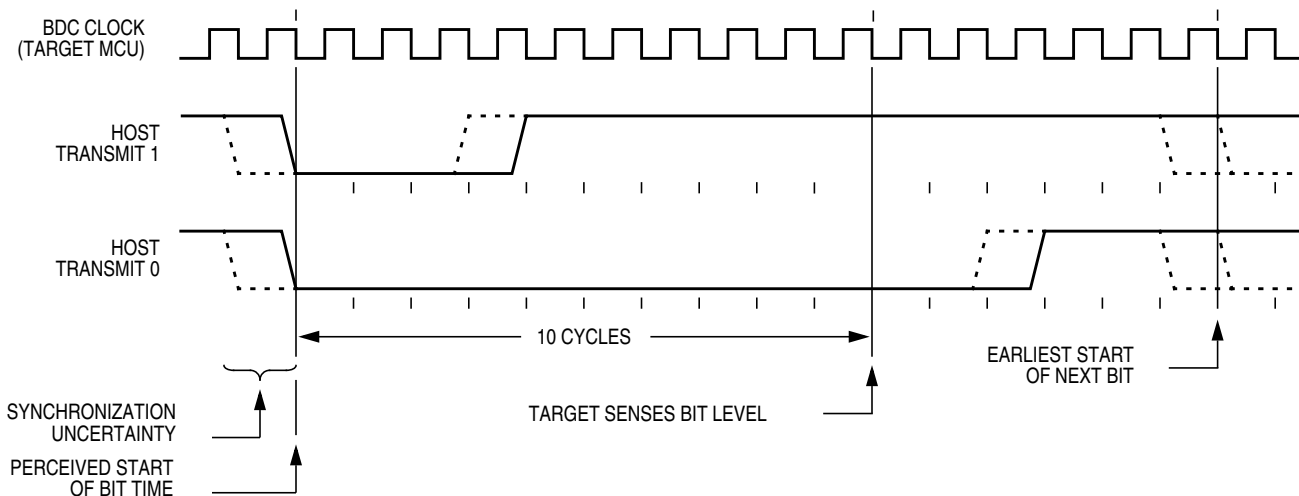 BDC CLOCK
(TARGET MCU)
HOST
TRANSMIT 1
HOST
TRANSMIT 0
10 CYCLES
EARLIEST START
OF NEXT BIT
TARGET SENSES BIT LEVEL
SYNCHRONIZATION
UNCERTAINTY
PERCEIVED START
OF BIT TIME